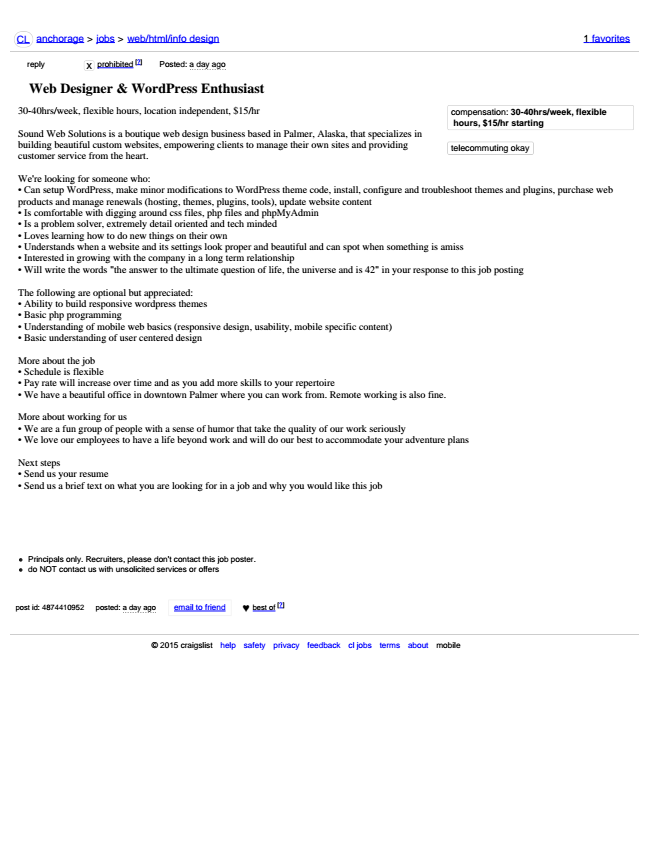 CL anchorage > jobs > web/html/info design 1 favorites
reply x prohibited [?] Posted: a day ago
Web Designer & WordPress Enthusiast
30-40hrs/week, flexible hours, location independent, $15/hr
compensation: 30-40hrs/week, flexible
hours, $15/hr starting
telecommuting okay
Sound Web Solutions is a boutique web design business based in Palmer, Alaska, that specializes in
building beautiful custom websites, empowering clients to manage their own sites and providing
customer service from the heart.
We're looking for someone who:
• Can setup WordPress, make minor modifications to WordPress theme code, install, configure and troubleshoot themes and plugins, purchase web
products and manage renewals (hosting, themes, plugins, tools), update website content
• Is comfortable with digging around css files, php files and phpMyAdmin
• Is a problem solver, extremely detail oriented and tech minded
• Loves learning how to do new things on their own
• Understands when a website and its settings look proper and beautiful and can spot when something is amiss
• Interested in growing with the company in a long term relationship
• Will write the words "the answer to the ultimate question of life, the universe and is 42" in your response to this job posting
The following are optional but appreciated:
• Ability to build responsive wordpress themes
• Basic php programming
• Understanding of mobile web basics (responsive design, usability, mobile specific content)
• Basic understanding of user centered design
More about the job
• Schedule is flexible
• Pay rate will increase over time and as you add more skills to your repertoire
• We have a beautiful office in downtown Palmer where you can work from. Remote working is also fine.
More about working for us
• We are a fun group of people with a sense of humor that take the quality of our work seriously
• We love our employees to have a life beyond work and will do our best to accommodate your adventure plans
Next steps
• Send us your resume
• Send us a brief text on what you are looking for in a job and why you would like this job
• Principals only. Recruiters, please don't contact this job poster.
• do NOT contact us with unsolicited services or offers
post id: 4874410952 posted: a day ago email to friend ♥ best of [?]
© 2015 craigslist help safety privacy feedback cl jobs terms about mobile